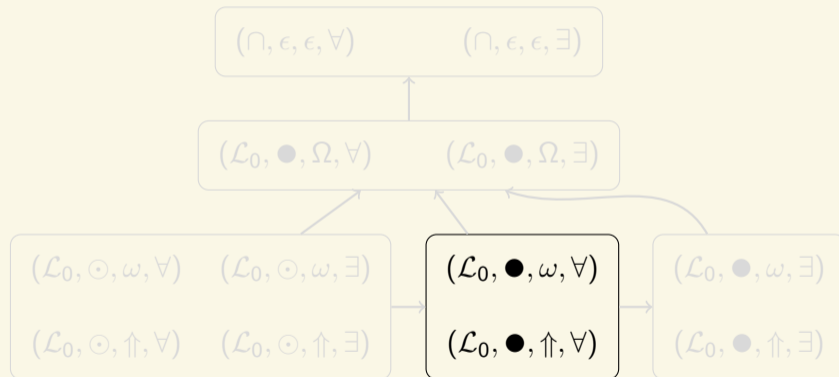 (∩, ϵ, ϵ, ∀) (∩, ϵ, ϵ, ∃)
(ℒ₀, ●, Ω, ∀) (ℒ₀, ●, Ω, ∃)
(ℒ₀, ⊙, ω, ∀) (ℒ₀, ⊙, ω, ∃) (ℒ₀, ●, ω, ∀) (ℒ₀, ●, ω, ∃)
(ℒ₀, ⊙, ⇑, ∀) (ℒ₀, ⊙, ⇑, ∃) (ℒ₀, ●, ⇑, ∀) (ℒ₀, ●, ⇑, ∃)